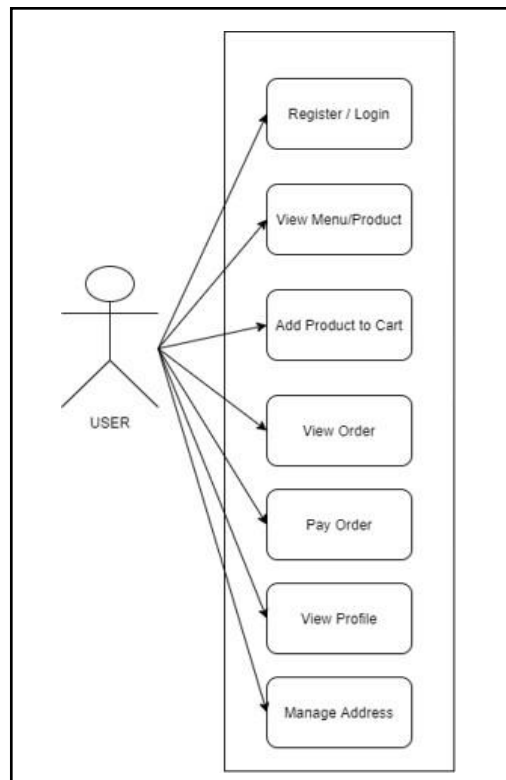 Register / Login
View Menu/Product
Add Product to Cart
USER
View Order
Pay Order
View Profile
Manage Address